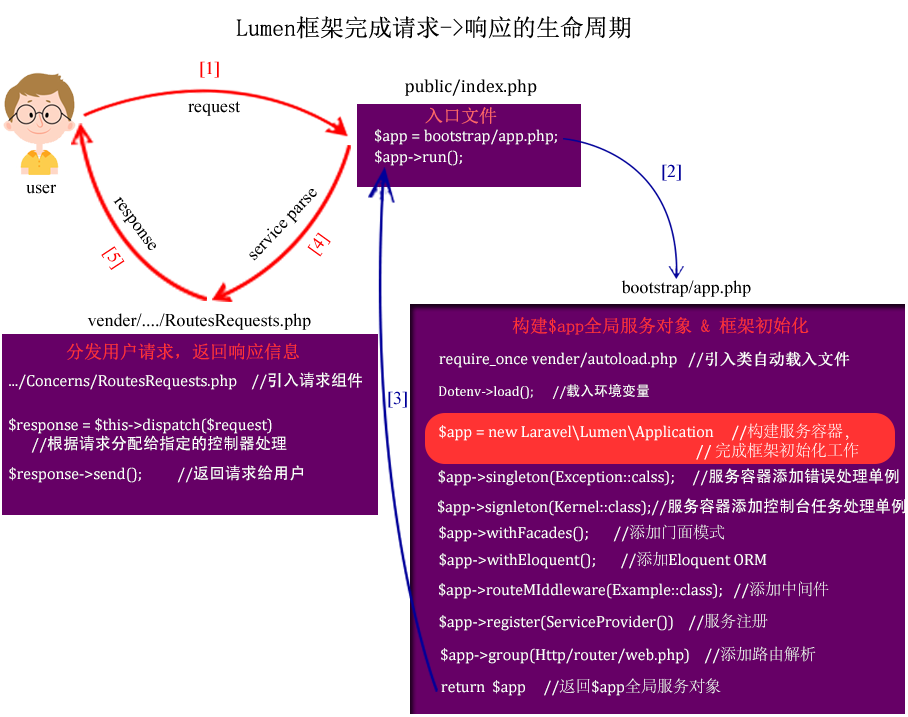 Lumen框架完成请求->响应的生命周期
[1]
request
user
public/index.php
入口文件
$app = bootstrap/app.php;
$app->run();
[2]
response
[5]
service parse
[4]
[3]
vender/..../RoutesRequests.php
分发用户请求，返回响应信息
.../Concerns/RoutesRequests.php //引入请求组件
$response = $this->dispatch($request)
//根据请求分配给指定的控制器处理
$response->send(); //返回请求给用户
bootstrap/app.php
构建$app全局服务对象 & 框架初始化
require_once vender/autoload.php //引入类自动载入文件
Dotenv->load(); //载入环境变量
$app = new Laravel\Lumen\Application //构建服务容器，
// 完成框架初始化工作
$app->singleton(Exception::calss); //服务容器添加错误处理单例
$app->signleton(Kernel::class);//服务容器添加控制台任务处理单例
$app->withFacades(); //添加门面模式
$app->withEloquent(); //添加Eloquent ORM
$app->routeMIddleware(Example::class); //添加中间件
$app->register(ServiceProvider()) //服务注册
$app->group(Http/router/web.php) //添加路由解析
return $app //返回$app全局服务对象